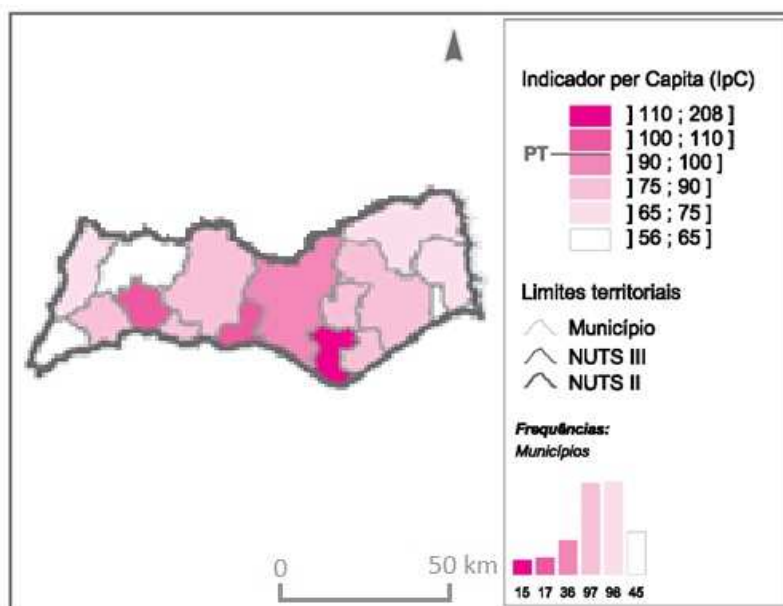 Indicador per Capita (IpC)
] 110 ; 208 ]
] 100 ; 110 ]
PT
] 90 ; 100 ]
] 75 ; 90 ]
] 65 ; 75 ]
] 56 ; 65 ]
Limites territoriais
Município
NUTS III
NUTS II
Frequências:
Municípios
15 17 36 97 98 45
0 50 km